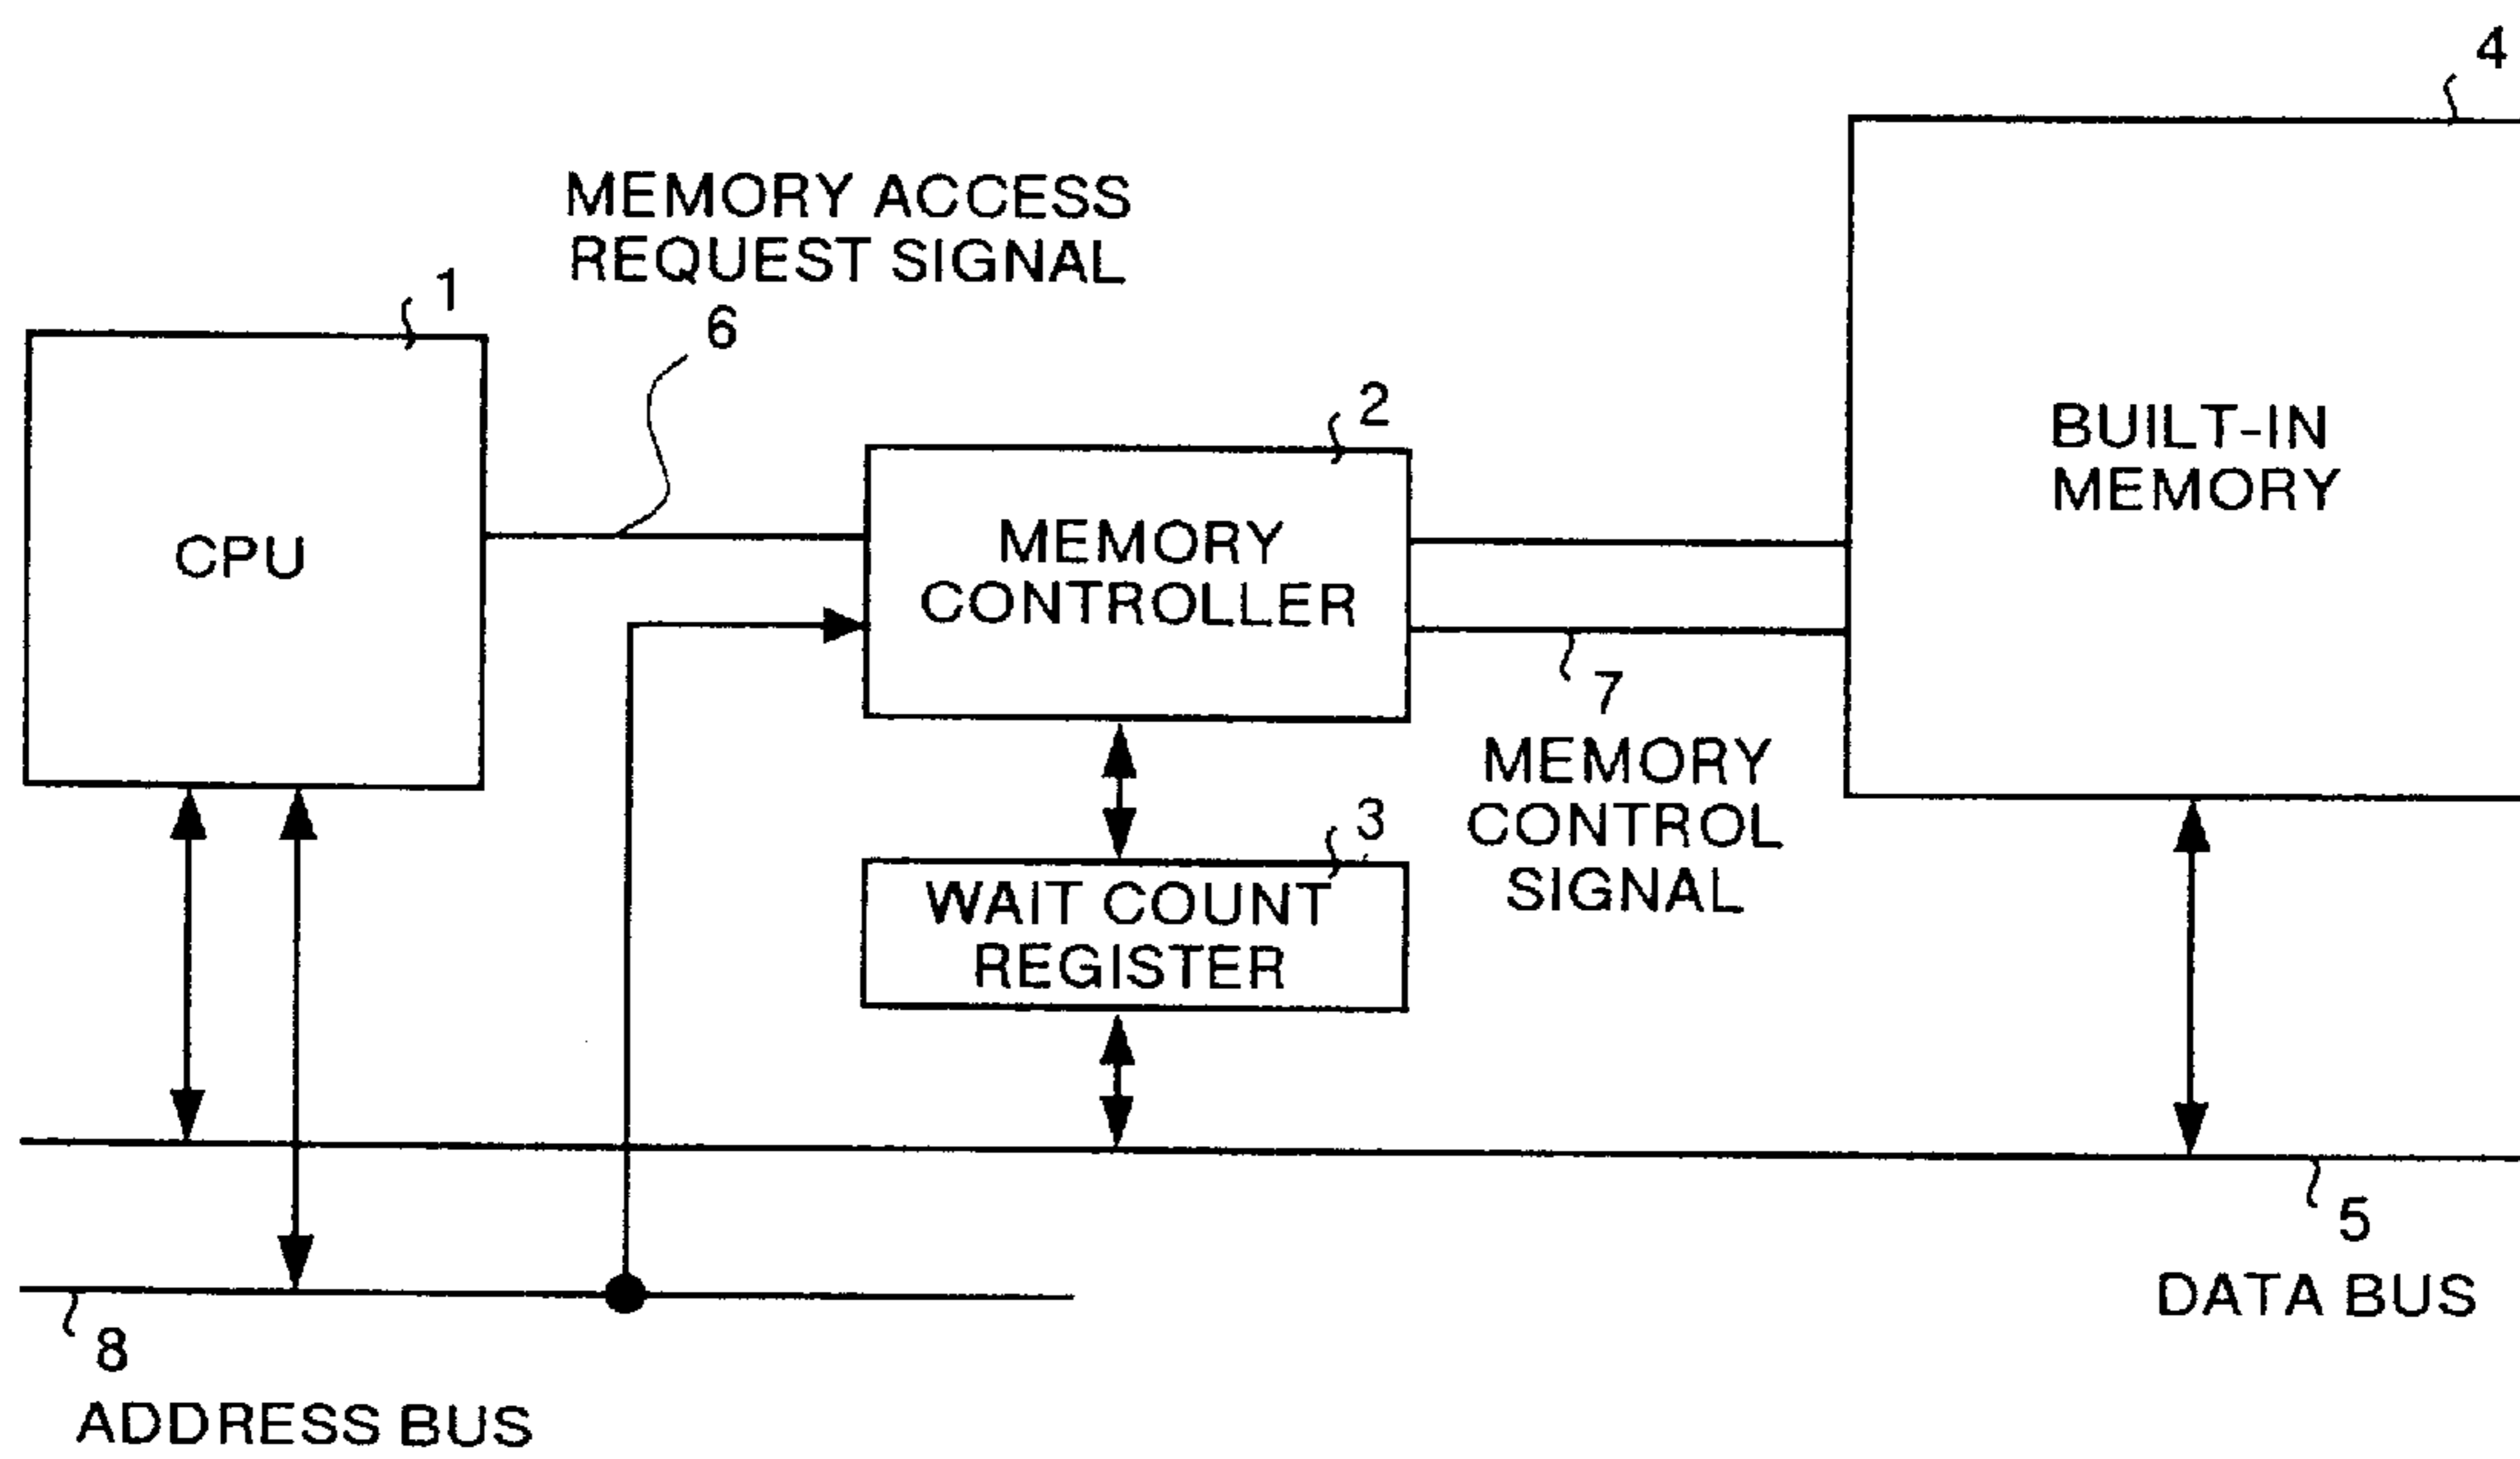 4
MEMORY ACCESS
REQUEST SIGNAL
6
1
2
BUILT-IN
MEMORY
CPU
MEMORY
CONTROLLER
7
MEMORY
CONTROL
SIGNAL
3
WAIT COUNT
REGISTER
5
DATA BUS
8
ADDRESS BUS